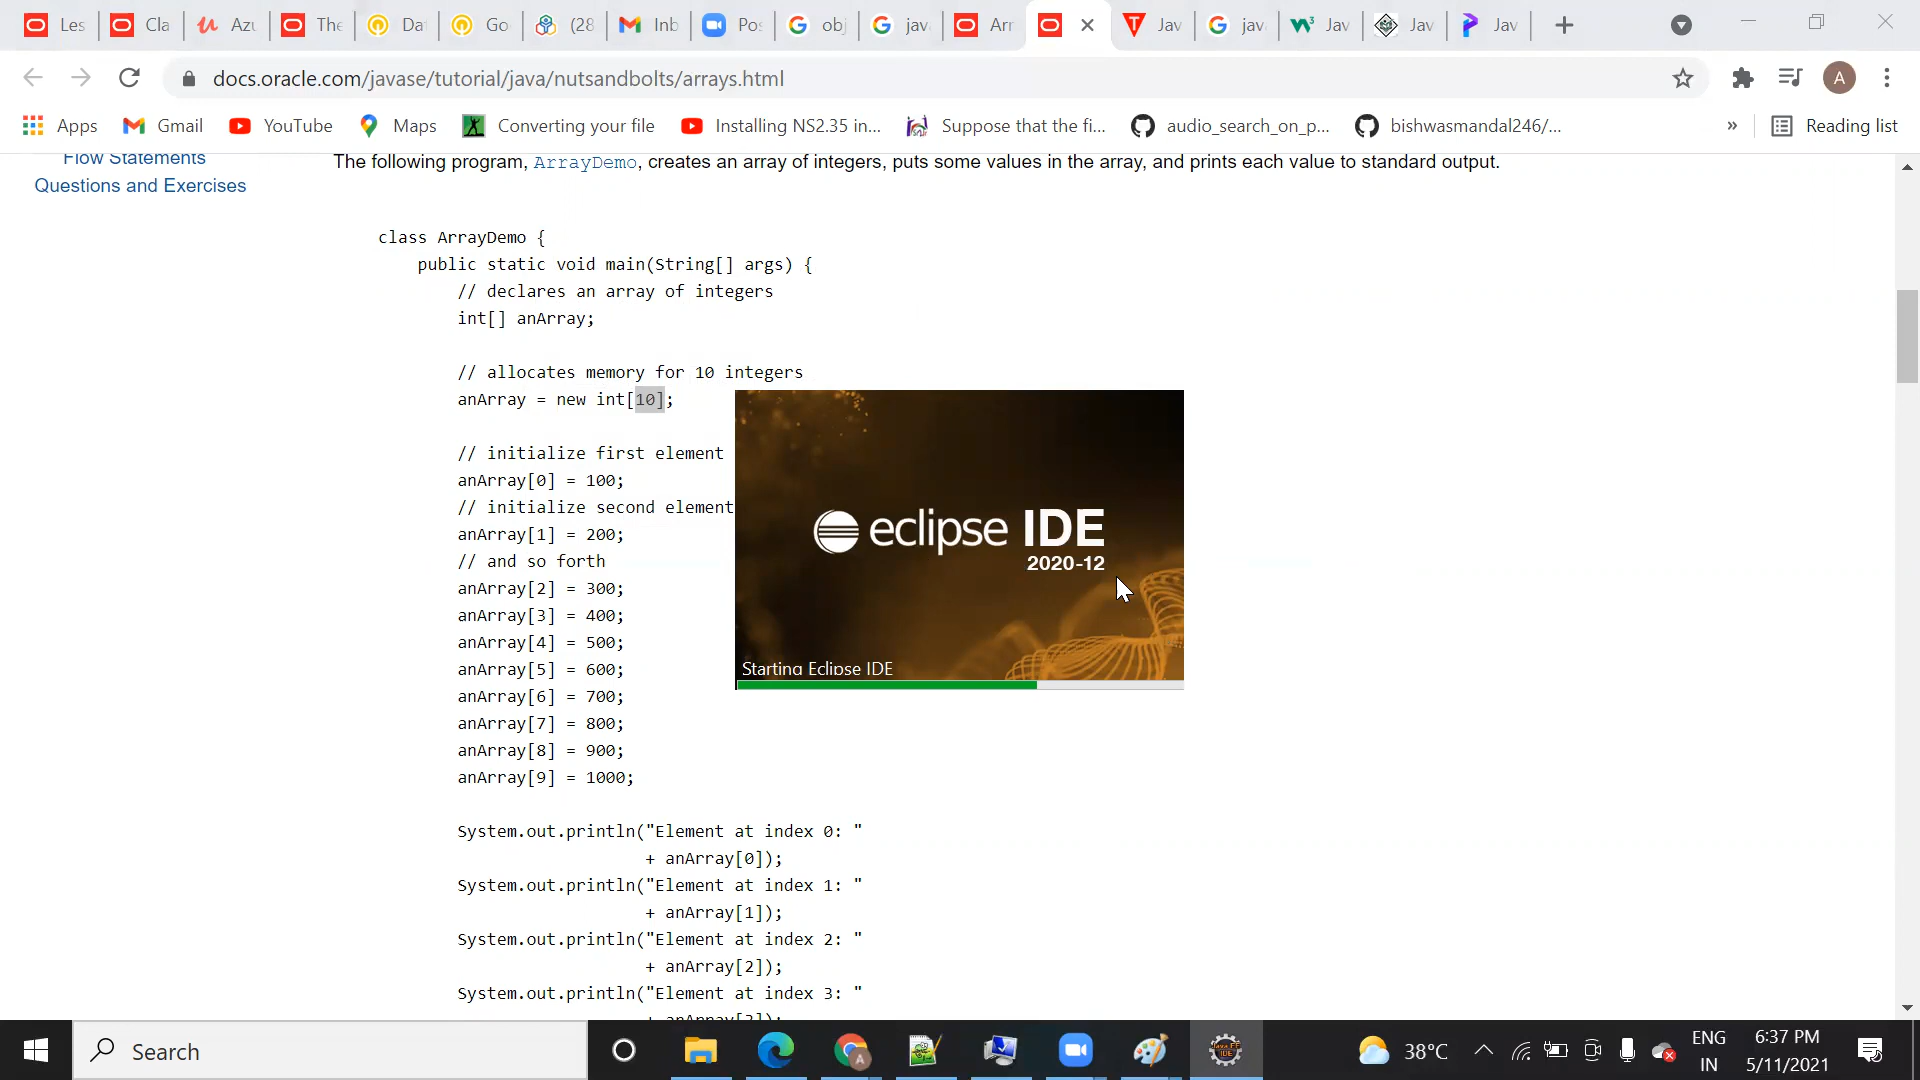 Les Cla Azu The Da Go (28 Inb Pos obj jav Arr Jav jav Jav Jav Jav
docs.oracle.com/javase/tutorial/java/nutsandbolts/arrays.html A
Apps Gmail YouTube Maps Converting your file Installing NS2.35 in... Suppose that the fi... audio_search_on_p... bishwasmandal246/... » Reading list
Flow Statements
Questions and Exercises
The following program, ArrayDemo, creates an array of integers, puts some values in the array, and prints each value to standard output.
class ArrayDemo {
public static void main(String[] args) {
// declares an array of integers
int[] anArray;
// allocates memory for 10 integers
anArray = new int[10];
// initialize first element
anArray[0] = 100;
// initialize second element
anArray[1] = 200;
// and so forth
anArray[2] = 300;
anArray[3] = 400;
anArray[4] = 500;
anArray[5] = 600;
anArray[6] = 700;
anArray[7] = 800;
anArray[8] = 900;
anArray[9] = 1000;
System.out.println("Element at index 0: "
+ anArray[0]);
System.out.println("Element at index 1: "
+ anArray[1]);
System.out.println("Element at index 2: "
+ anArray[2]);
System.out.println("Element at index 3: "
+ anArray[3]);
eclipse IDE
2020-12
Starting Eclipse IDE
Search
38°C
ENG
IN
6:37 PM
5/11/2021